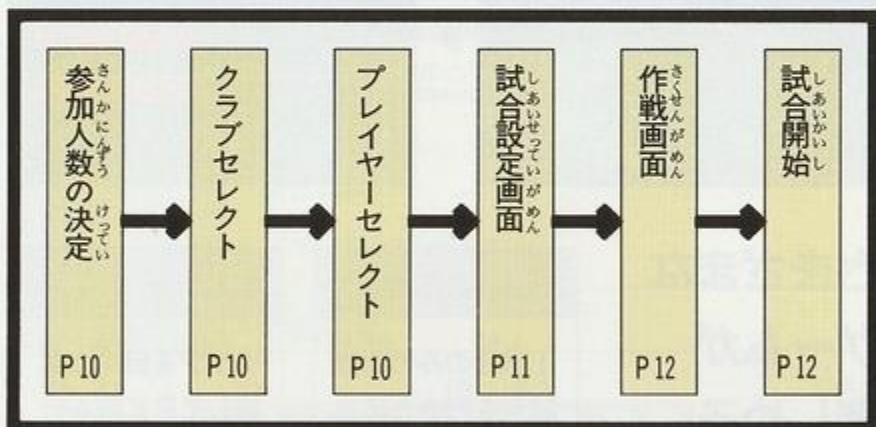 参加人数の決定
P10
クラブセレクト
P10
プレイヤーセレクト
P10
試合設定画面
P11
作戦画面
P12
試合開始
P12